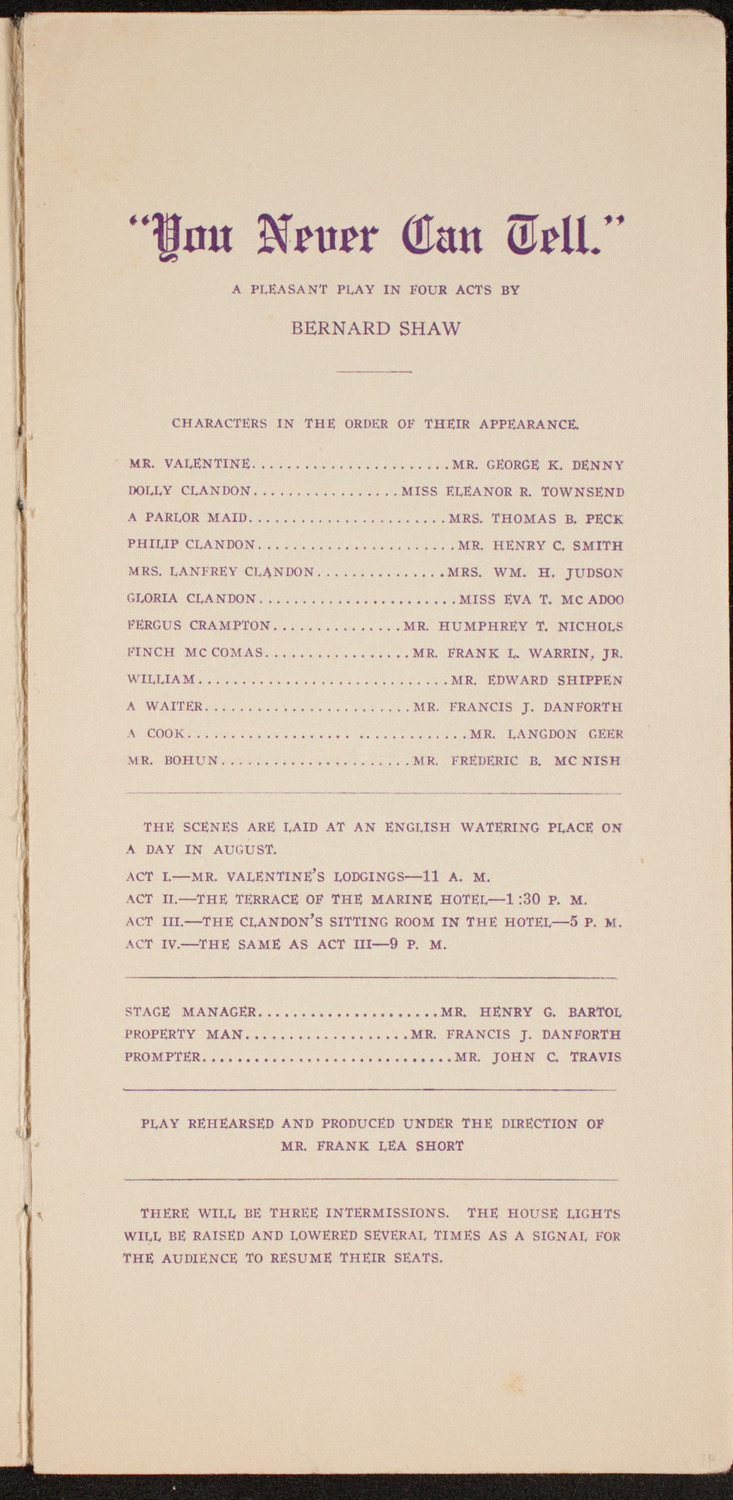 "You Never Can Tell."
A PLEASANT PLAY IN FOUR ACTS BY
BERNARD SHAW
CHARACTERS IN THE ORDER OF THEIR APPEARANCE.
MR. VALENTINE.......................MR. GEORGE K. DENNY
DOLLY CLANDON.................MISS ELEANOR R. TOWNSEND
A PARLOR MAID.......................MRS. THOMAS B. PECK
PHILIP CLANDON.......................MR. HENRY C. SMITH
MRS. LANFREY CLANDON...............MRS. WM. H. JUDSON
GLORIA CLANDON.......................MISS EVA T. MC ADOO
FERGUS CRAMPTON...............MR. HUMPHREY T. NICHOLS
FINCH MC COMAS.................MR. FRANK L. WARRIN, JR.
WILLIAM.............................MR. EDWARD SHIPPEN
A WAITER........................MR. FRANCIS J. DANFORTH
A COOK................... .............MR. LANGDON GEER
MR. BOHUN......................MR. FREDERIC B. MC NISH
THE SCENES ARE LAID AT AN ENGLISH WATERING PLACE ON
A DAY IN AUGUST.
ACT I.—MR. VALENTINE'S LODGINGS—11 A. M.
ACT II.—THE TERRACE OF THE MARINE HOTEL—1:30 P. M.
ACT III.—THE CLANDON'S SITTING ROOM IN THE HOTEL—5 P. M.
ACT IV.—THE SAME AS ACT III—9 P. M.
STAGE MANAGER.....................MR. HENRY G. BARTOL
PROPERTY MAN...................MR. FRANCIS J. DANFORTH
PROMPTER.............................MR. JOHN C. TRAVIS
PLAY REHEARSED AND PRODUCED UNDER THE DIRECTION OF
MR. FRANK LEA SHORT
THERE WILL BE THREE INTERMISSIONS. THE HOUSE LIGHTS
WILL BE RAISED AND LOWERED SEVERAL TIMES AS A SIGNAL FOR
THE AUDIENCE TO RESUME THEIR SEATS.